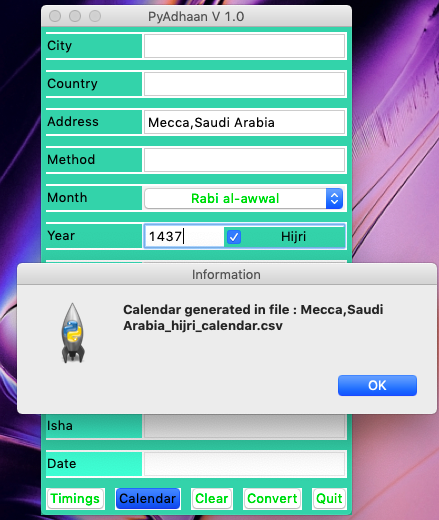 PyAdhaan V 1.0
City
Country
Address Mecca,Saudi Arabia
Method
Month Rabi al-awwal
Year 1437 Hijri
Information
Calendar generated in file : Mecca,Saudi
Arabia_hijri_calendar.csv
OK
Isha
Date
Timings Calendar Clear Convert Quit